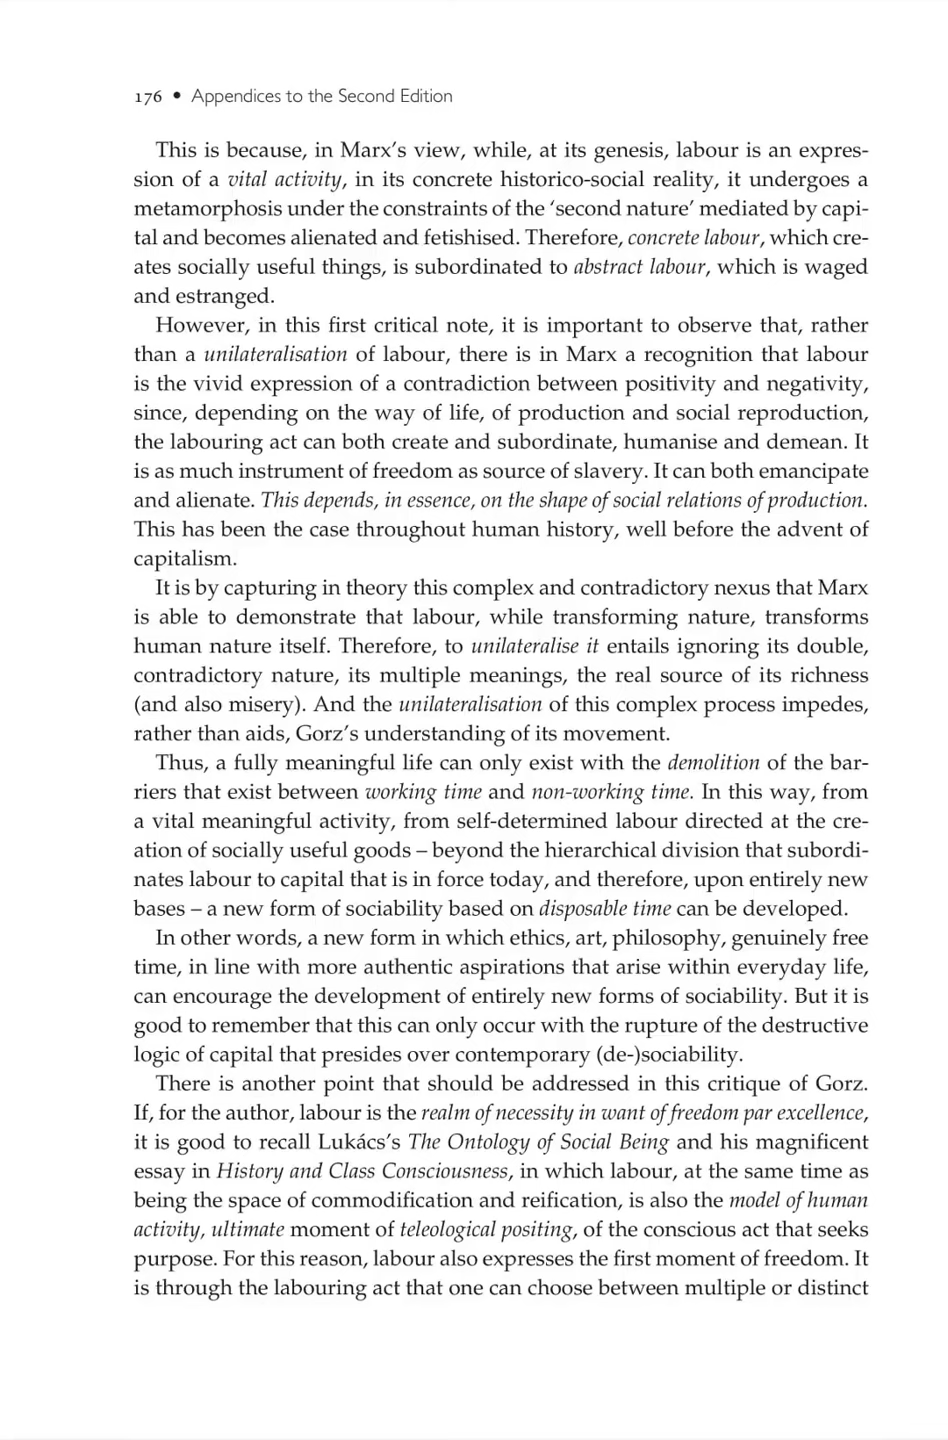 176 • Appendices to the Second Edition
This is because, in Marx’s view, while, at its genesis, labour is an expres-
sion of a vital activity, in its concrete historico-social reality, it undergoes a
metamorphosis under the constraints of the ‘second nature’ mediated by capi-
tal and becomes alienated and fetishised. Therefore, concrete labour, which cre-
ates socially useful things, is subordinated to abstract labour, which is waged
and estranged.
However, in this first critical note, it is important to observe that, rather
than a unilateralisation of labour, there is in Marx a recognition that labour
is the vivid expression of a contradiction between positivity and negativity,
since, depending on the way of life, of production and social reproduction,
the labouring act can both create and subordinate, humanise and demean. It
is as much instrument of freedom as source of slavery. It can both emancipate
and alienate. This depends, in essence, on the shape of social relations of production.
This has been the case throughout human history, well before the advent of
capitalism.
It is by capturing in theory this complex and contradictory nexus that Marx
is able to demonstrate that labour, while transforming nature, transforms
human nature itself. Therefore, to unilateralise it entails ignoring its double,
contradictory nature, its multiple meanings, the real source of its richness
(and also misery). And the unilateralisation of this complex process impedes,
rather than aids, Gorz’s understanding of its movement.
Thus, a fully meaningful life can only exist with the demolition of the bar-
riers that exist between working time and non-working time. In this way, from
a vital meaningful activity, from self-determined labour directed at the cre-
ation of socially useful goods – beyond the hierarchical division that subordi-
nates labour to capital that is in force today, and therefore, upon entirely new
bases – a new form of sociability based on disposable time can be developed.
In other words, a new form in which ethics, art, philosophy, genuinely free
time, in line with more authentic aspirations that arise within everyday life,
can encourage the development of entirely new forms of sociability. But it is
good to remember that this can only occur with the rupture of the destructive
logic of capital that presides over contemporary (de-)sociability.
There is another point that should be addressed in this critique of Gorz.
If, for the author, labour is the realm of necessity in want of freedom par excellence,
it is good to recall Lukács’s The Ontology of Social Being and his magnificent
essay in History and Class Consciousness, in which labour, at the same time as
being the space of commodification and reification, is also the model of human
activity, ultimate moment of teleological positing, of the conscious act that seeks
purpose. For this reason, labour also expresses the first moment of freedom. It
is through the labouring act that one can choose between multiple or distinct